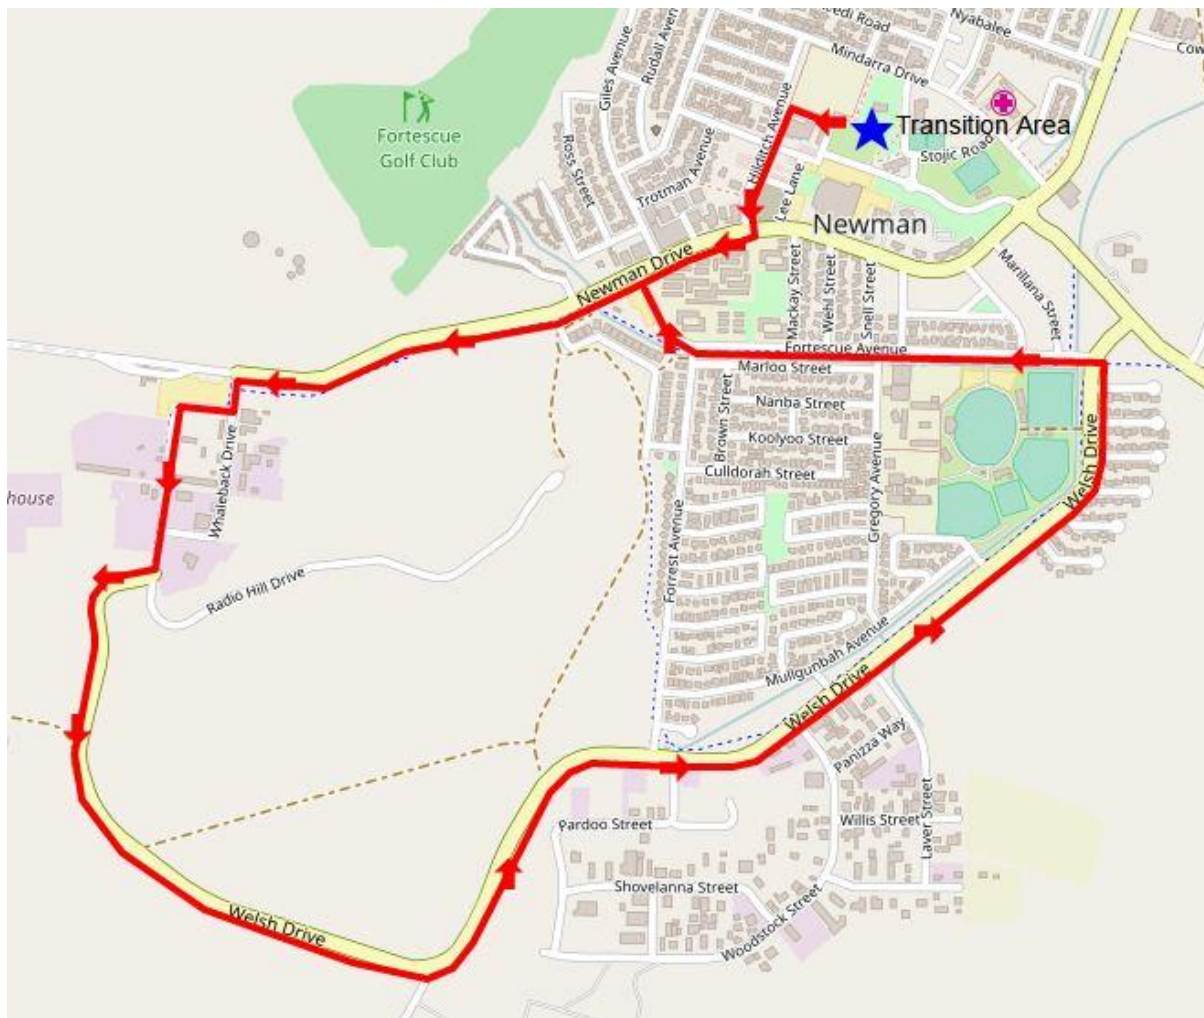 Nyabalee
Mindarra Drive
Giles Avenue
Rudall Aven
Fortescue
Golf Club
Ross Street
Hilditch Avenue
Transition Area
Stojic Road
Trotman Avenue
Lee Lane
Newman
Newman Drive
Mackay Street
Wehl Street
Snell Street
Marillana Street
Fortescue Avenue
Marloo Street
Nanba Street
Brown Street
Koolyoo Street
Culldorah Street
Gregory Avenue
Welsh Drive
Whaleback Drive
house
Radio Hill Drive
Forrest Avenue
Mullgunbah Avenue
Welsh Drive
Panizza Way
Pardoo Street
Willis Street
Laver Street
Shovelanna Street
Woodstock Street
Welsh Drive